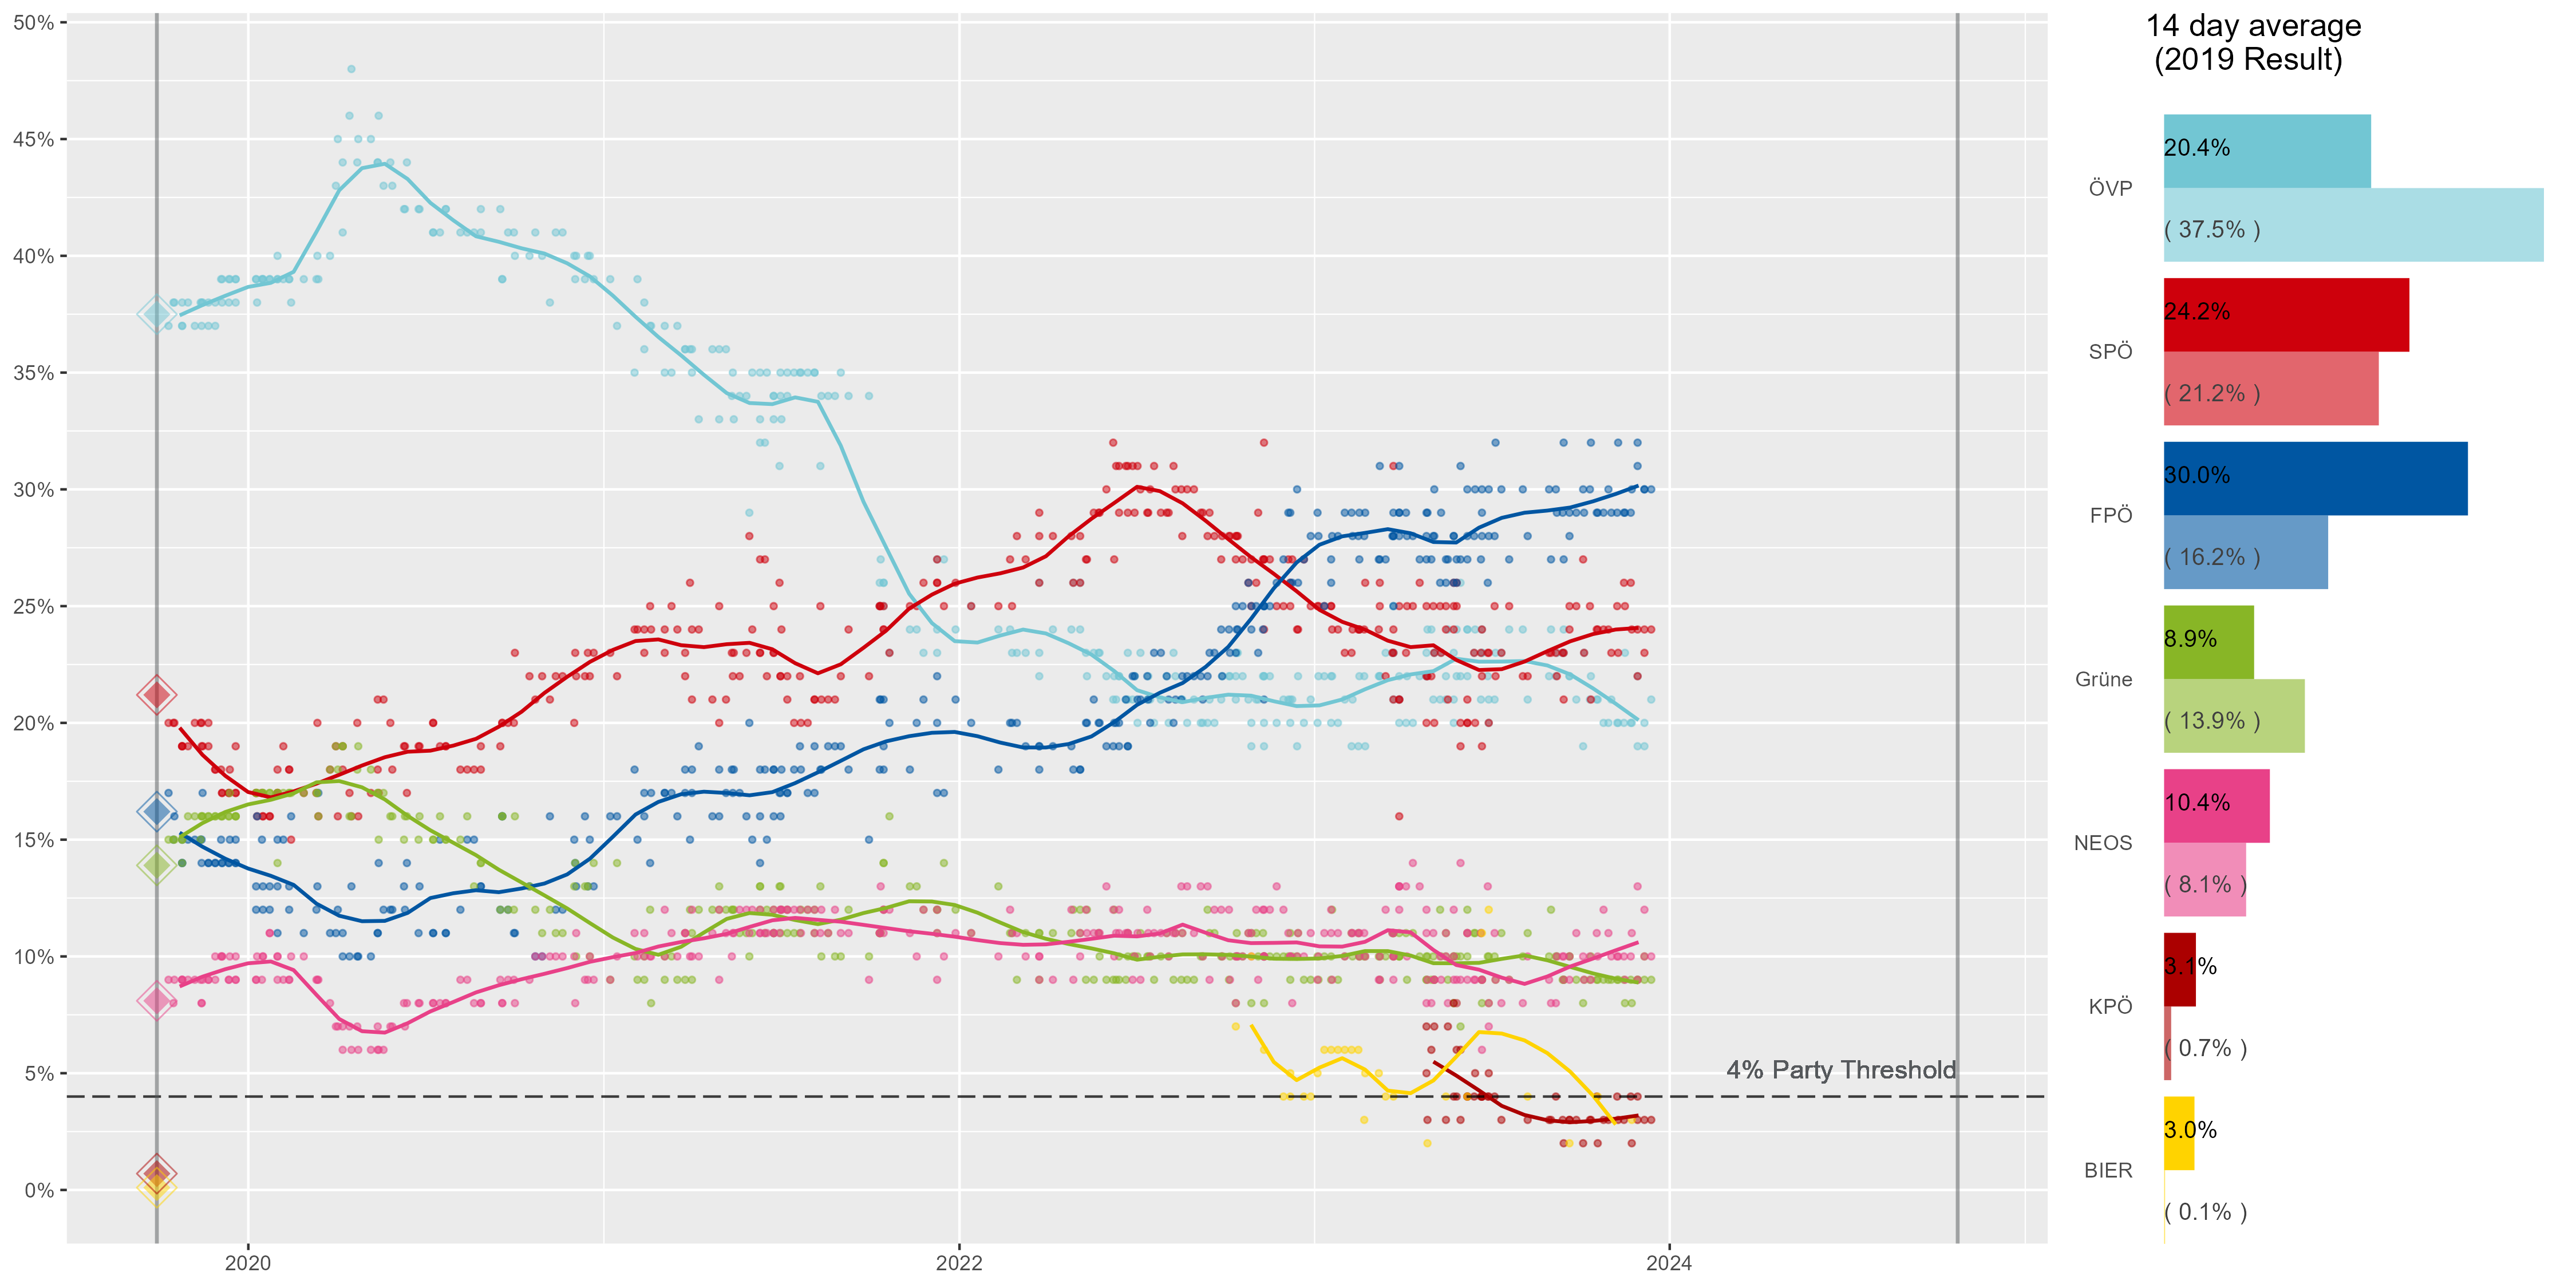 50%
45%
40%
35%
30%
25%
20%
15%
10%
5%
0%
2020
2022
2024
4% Party Threshold
14 day average
(2019 Result)
ÖVP
20.4%
( 37.5% )
SPÖ
24.2%
( 21.2% )
FPÖ
30.0%
( 16.2% )
Grüne
8.9%
( 13.9% )
NEOS
10.4%
( 8.1% )
KPÖ
3.1%
( 0.7% )
BIER
3.0%
( 0.1% )